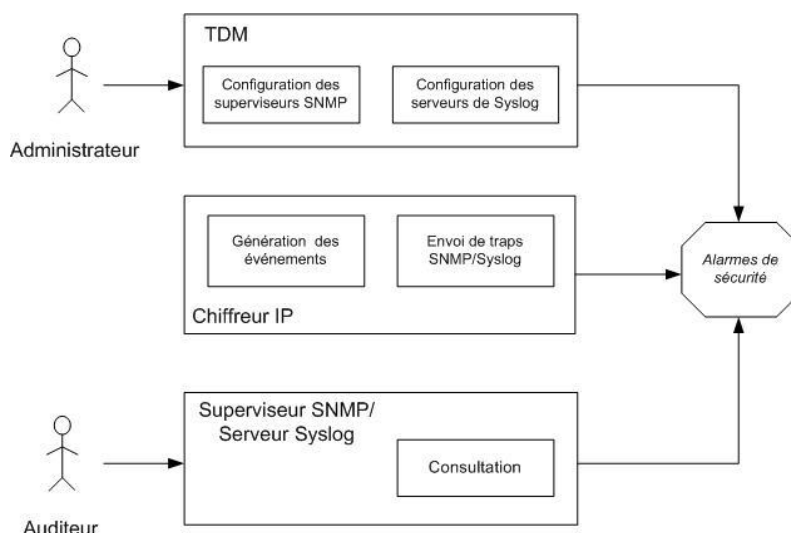 TDM
Configuration des
superviseurs SNMP
Configuration des
serveurs de Syslog
Administrateur
Génération des
événements
Envoi de traps
SNMP/Syslog
Chiffreur IP
Alarmes de
sécurité
Superviseur SNMP/
Serveur Syslog
Consultation
Auditeur